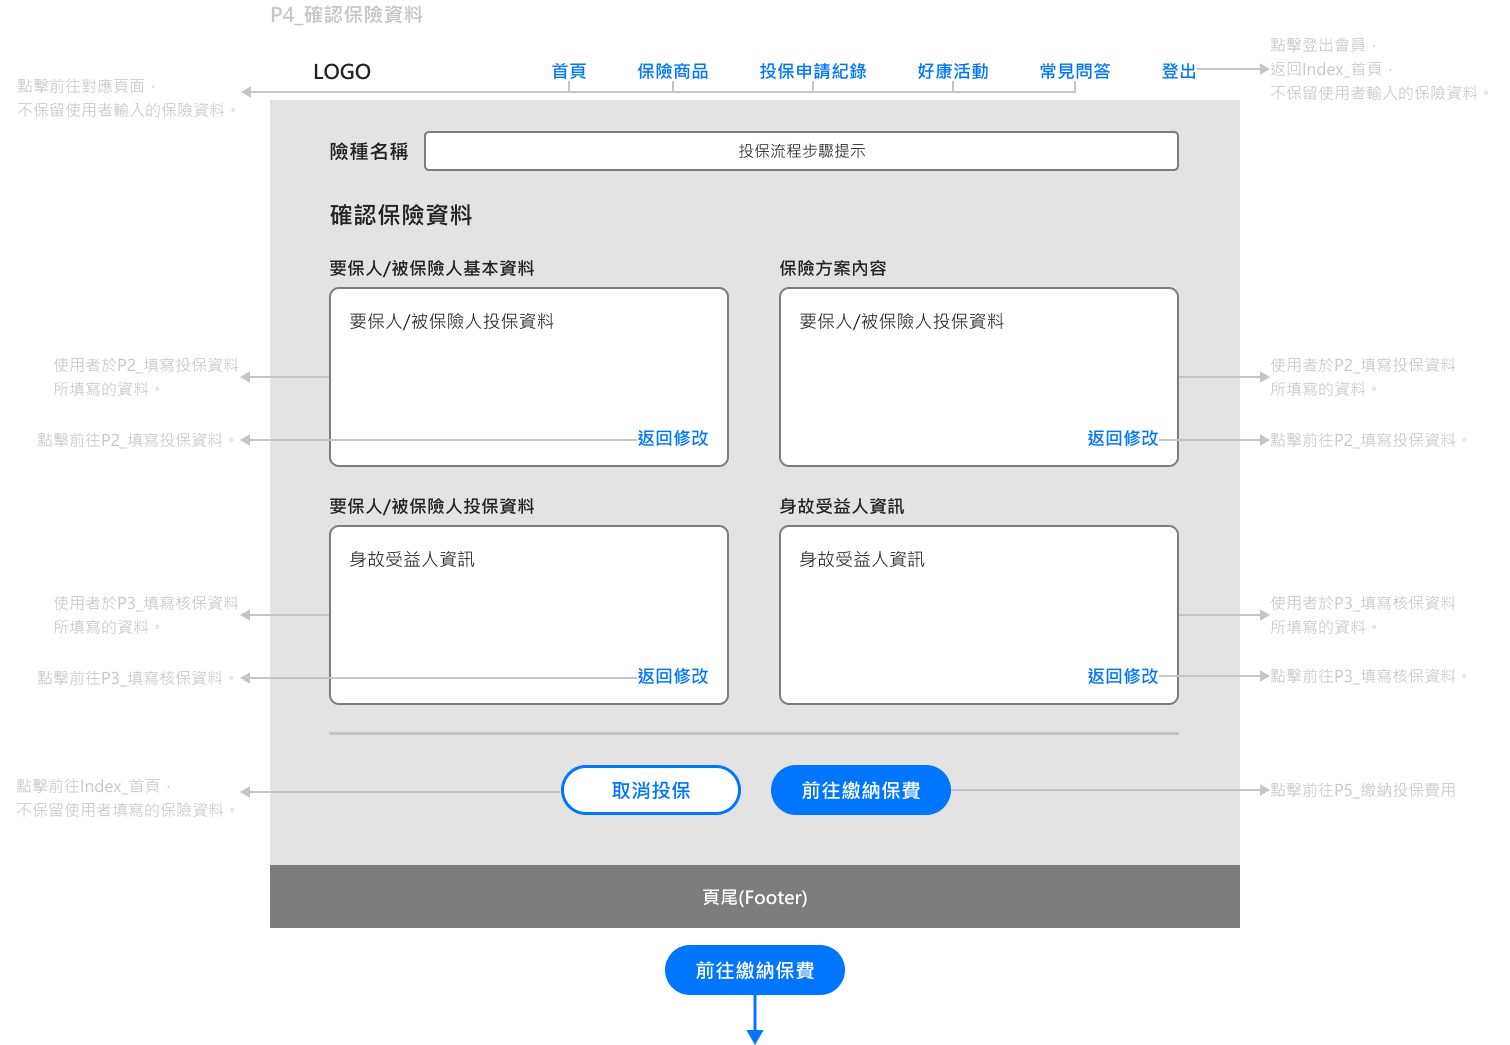 P4_確認保險資料
點擊登出會員，
返回Index_首頁，
不保留使用者輸入的保險資料。
LOGO
首頁
保險商品
投保申請紀錄
好康活動
常見問答
登出
點擊前往對應頁面，
不保留使用者輸入的保險資料。
險種名稱
投保流程步驟提示
確認保險資料
要保人/被保險人基本資料
保險方案內容
要保人/被保險人投保資料
要保人/被保險人投保資料
使用者於P2_填寫投保資料
所填寫的資料。
使用者於P2_填寫投保資料
所填寫的資料。
點擊前往P2_填寫投保資料。
返回修改
返回修改
點擊前往P2_填寫投保資料。
要保人/被保險人投保資料
身故受益人資訊
身故受益人資訊
身故受益人資訊
使用者於P3_填寫核保資料
所填寫的資料。
使用者於P3_填寫核保資料
所填寫的資料。
點擊前往P3_填寫核保資料。
返回修改
返回修改
點擊前往P3_填寫核保資料。
點擊前往Index_首頁，
不保留使用者填寫的保險資料。
取消投保
前往繳納保費
點擊前往P5_繳納投保費用
頁尾(Footer)
前往繳納保費